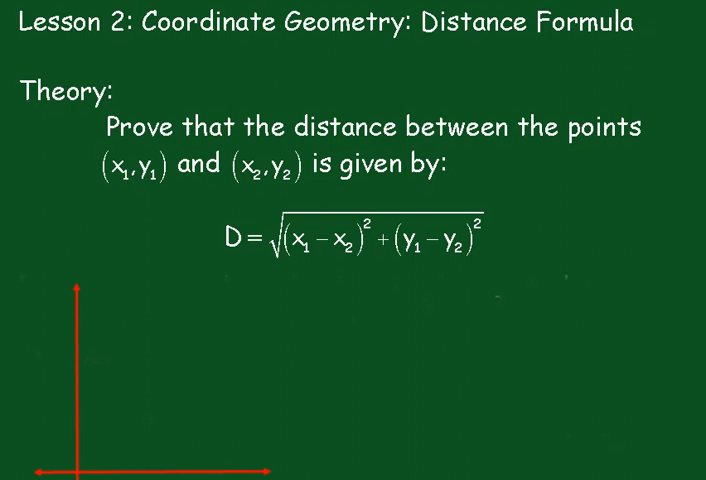 Lesson 2: Coordinate Geometry: Distance Formula
Theory:
Prove that the distance between the points
(x₁,y₁) and (x₂,y₂) is given by:
D = √((x₁ − x₂)² + (y₁ − y₂)²)